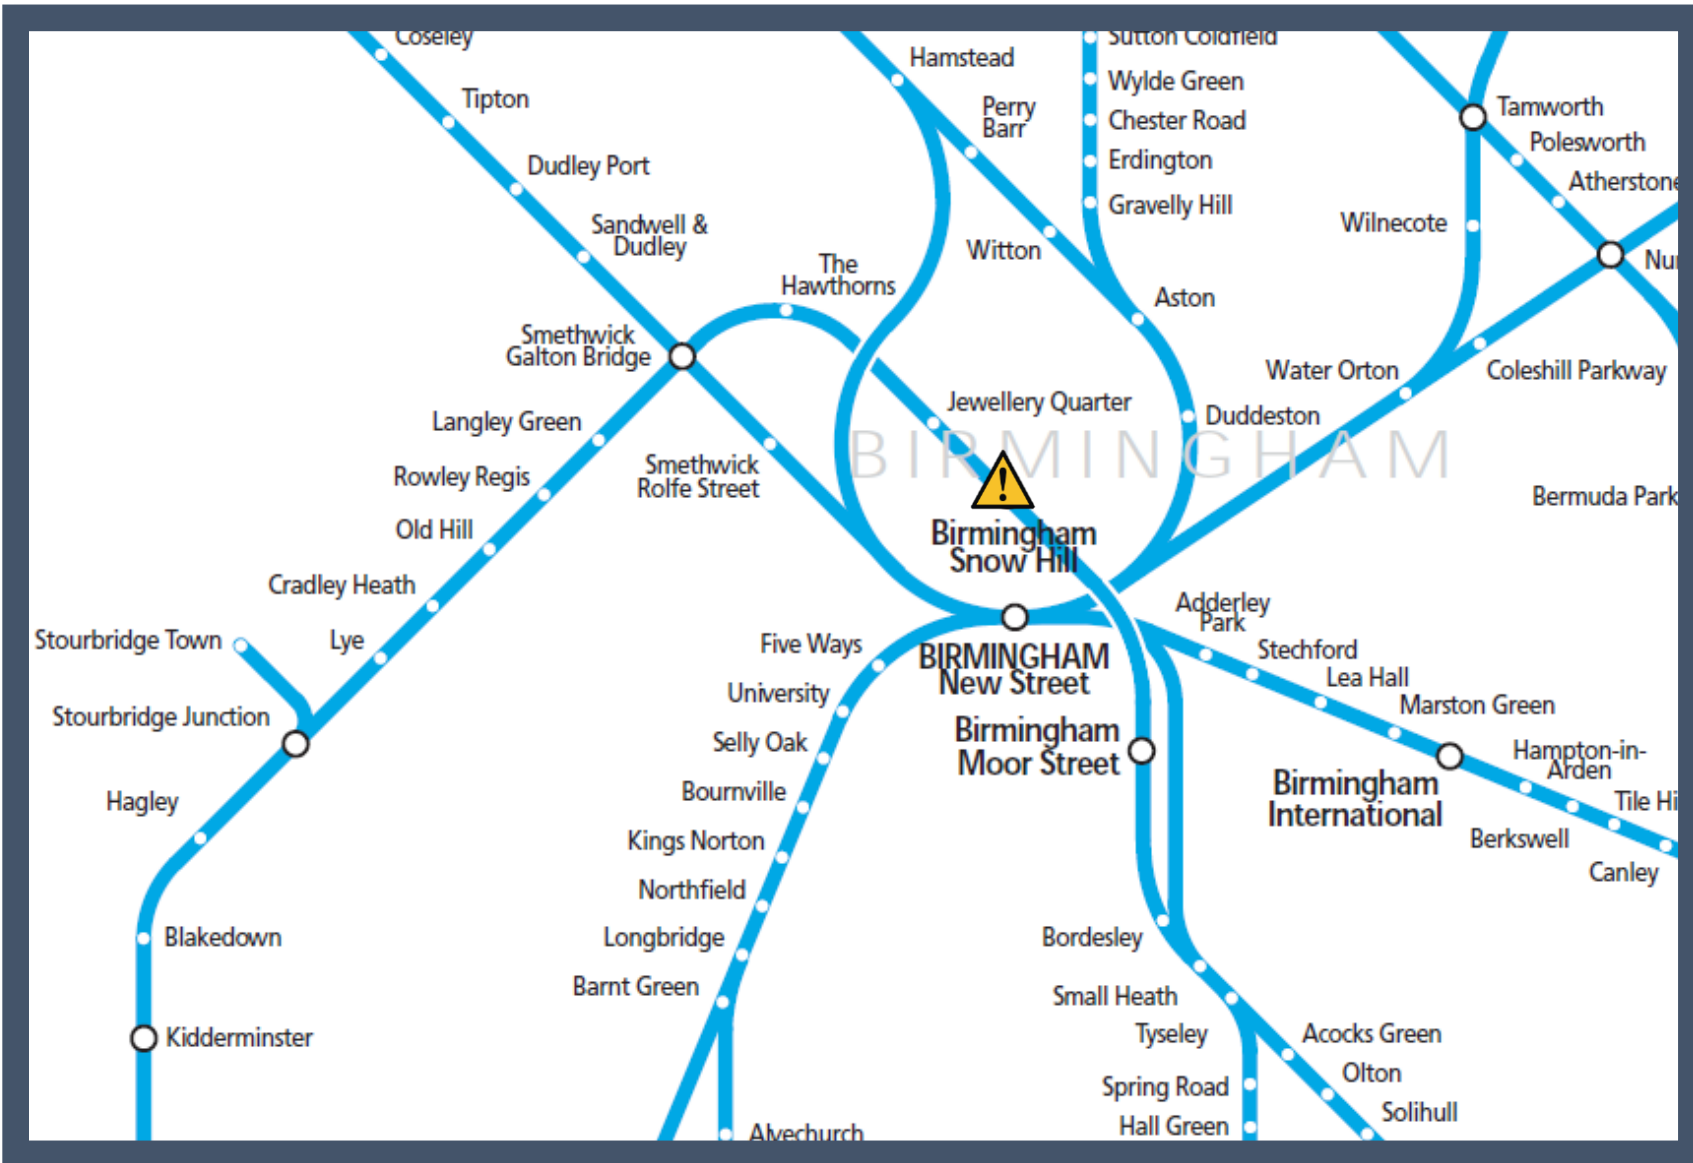 Coseley
Tipton
Dudley Port
Sandwell &
Dudley
Smethwick
Galton Bridge
The
Hawthorns
Hamstead
Perry
Barr
Witton
Sutton Coldfield
Wylde Green
Chester Road
Erdington
Gravelly Hill
Aston
Duddeston
Tamworth
Polesworth
Atherstone
Wilnecote
Nu
Water Orton
Coleshill Parkway
Bermuda Park
BIRMINGHAM
Jewellery Quarter
!
Birmingham
Snow Hill
Langley Green
Rowley Regis
Old Hill
Cradley Heath
Lye
Stourbridge Town
Stourbridge Junction
Hagley
Blakedown
Kidderminster
Smethwick
Rolfe Street
Five Ways
University
Selly Oak
Bournville
Kings Norton
Northfield
Longbridge
Barnt Green
Alvechurch
BIRMINGHAM
New Street
Birmingham
Moor Street
Adderley
Park
Stechford
Lea Hall
Marston Green
Birmingham
International
Hampton-in-
Arden
Tile Hi
Berkswell
Canley
Bordesley
Small Heath
Tyseley
Spring Road
Hall Green
Acocks Green
Olton
Solihull